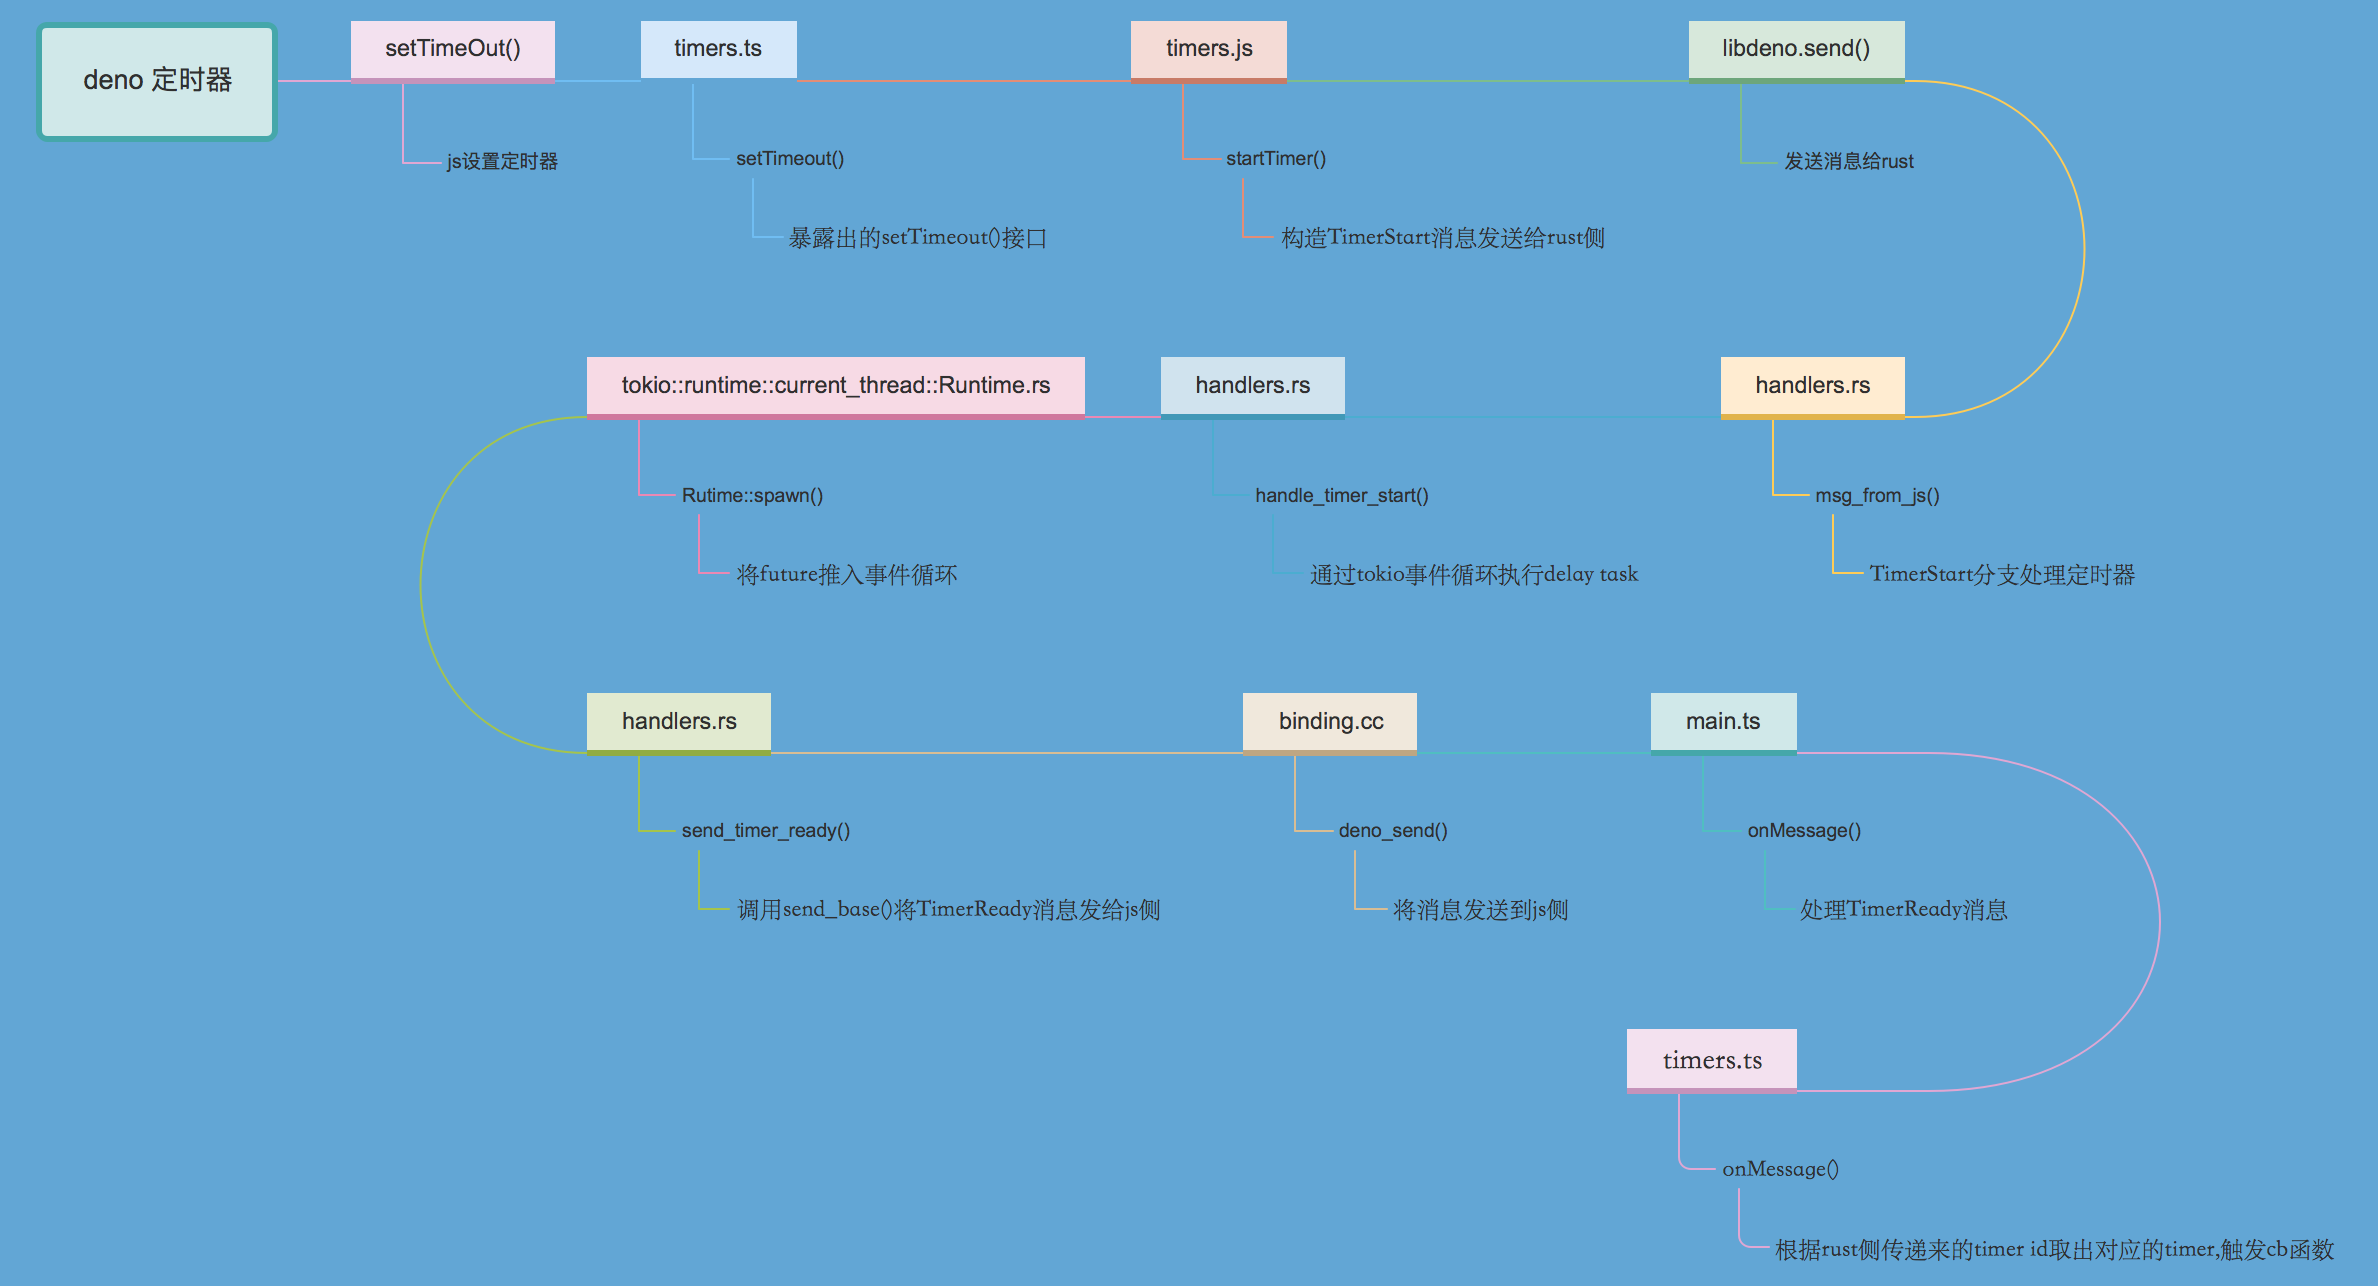 deno 定时器
setTimeOut()
js设置定时器
timers.ts
setTimeout()
暴露出的setTimeout()接口
timers.js
startTimer()
构造TimerStart消息发送给rust侧
libdeno.send()
发送消息给rust
handlers.rs
msg_from_js()
TimerStart分支处理定时器
handlers.rs
handle_timer_start()
通过tokio事件循环执行delay task
tokio::runtime::current_thread::Runtime.rs
Rutime::spawn()
将future推入事件循环
handlers.rs
send_timer_ready()
调用send_base()将TimerReady消息发给js侧
binding.cc
deno_send()
将消息发送到js侧
main.ts
onMessage()
处理TimerReady消息
timers.ts
onMessage()
根据rust侧传递来的timer id取出对应的timer,触发cb函数